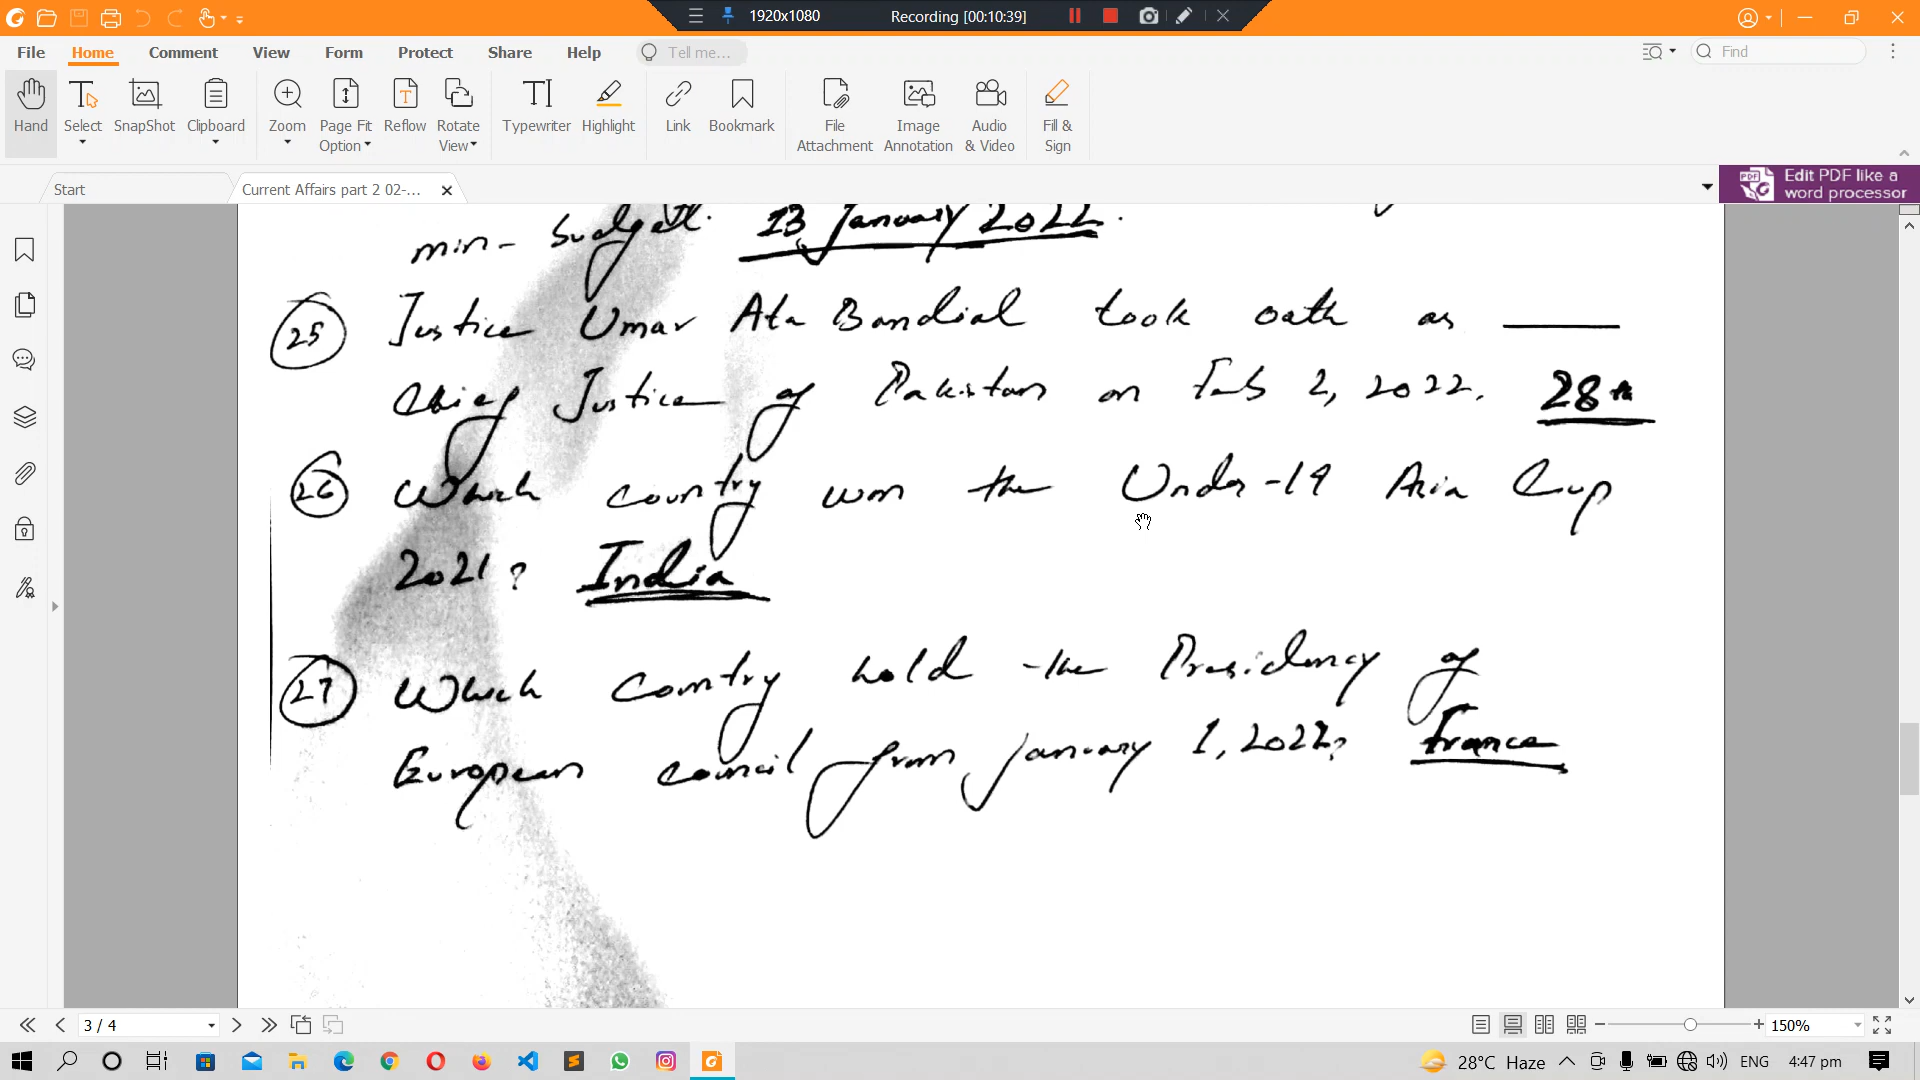 1920x1080 Recording [00:10:39]
File Home Comment View Form Protect Share Help Tell me... Find
Hand Select SnapShot Clipboard Zoom Page Fit Option Reflow Rotate View Typewriter Highlight Link Bookmark File Attachment Image Annotation Audio & Video Fill & Sign
Start Current Affairs part 2 02-... Edit PDF like a word processor
min- budget. 13 January 2022.
25 Justice Umar Ata Bandial took oath as ______
Chief Justice of Pakistan on Feb 2, 2022. 28th
26 Which country won the Under-19 Asia Cup
2021? India
27 Which country hold the Presidency of
European council from january 1, 2022? France
3 / 4 150%
28°C Haze ENG 4:47 pm